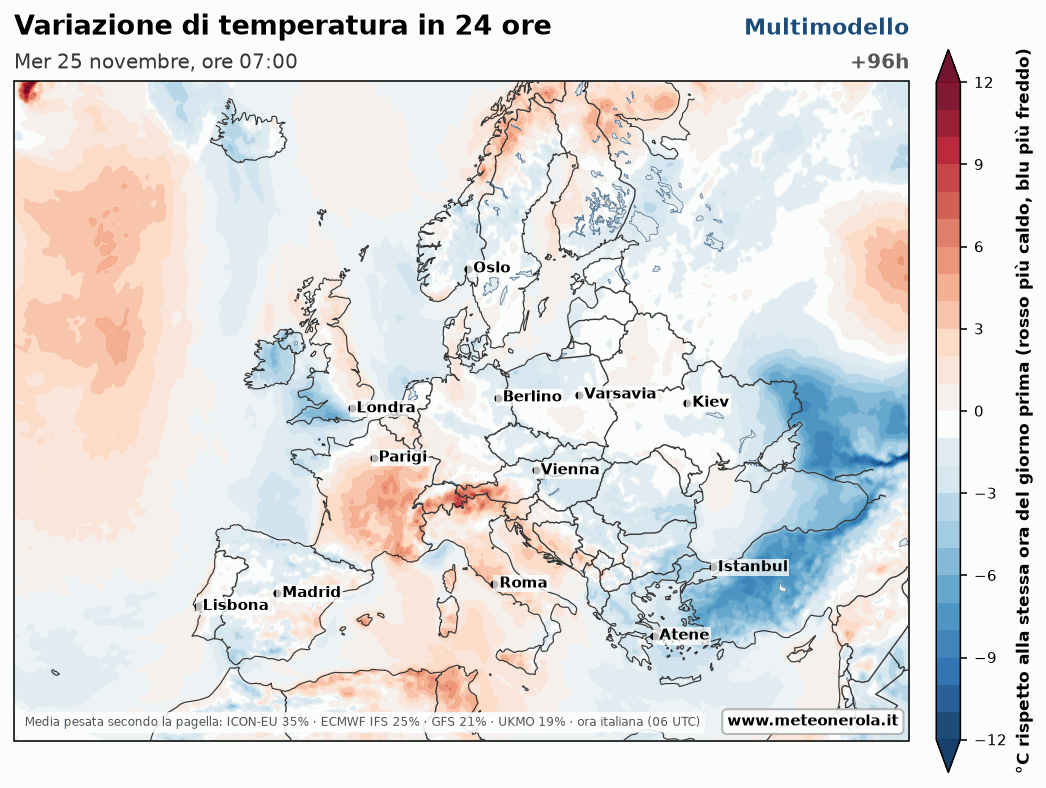 Variazione di temperatura in 24 ore
Multimodello
Mer 25 novembre, ore 07:00
+96h
Oslo
Londra
Berlino
Varsavia
Kiev
Parigi
Vienna
Istanbul
Roma
Madrid
Lisbona
Atene
Media pesata secondo la pagella: ICON-EU 35% · ECMWF IFS 25% · GFS 21% · UKMO 19% · ora italiana (06 UTC)
www.meteonerola.it
12
9
6
3
0
−3
−6
−9
−12
°C rispetto alla stessa ora del giorno prima (rosso più caldo, blu più freddo)